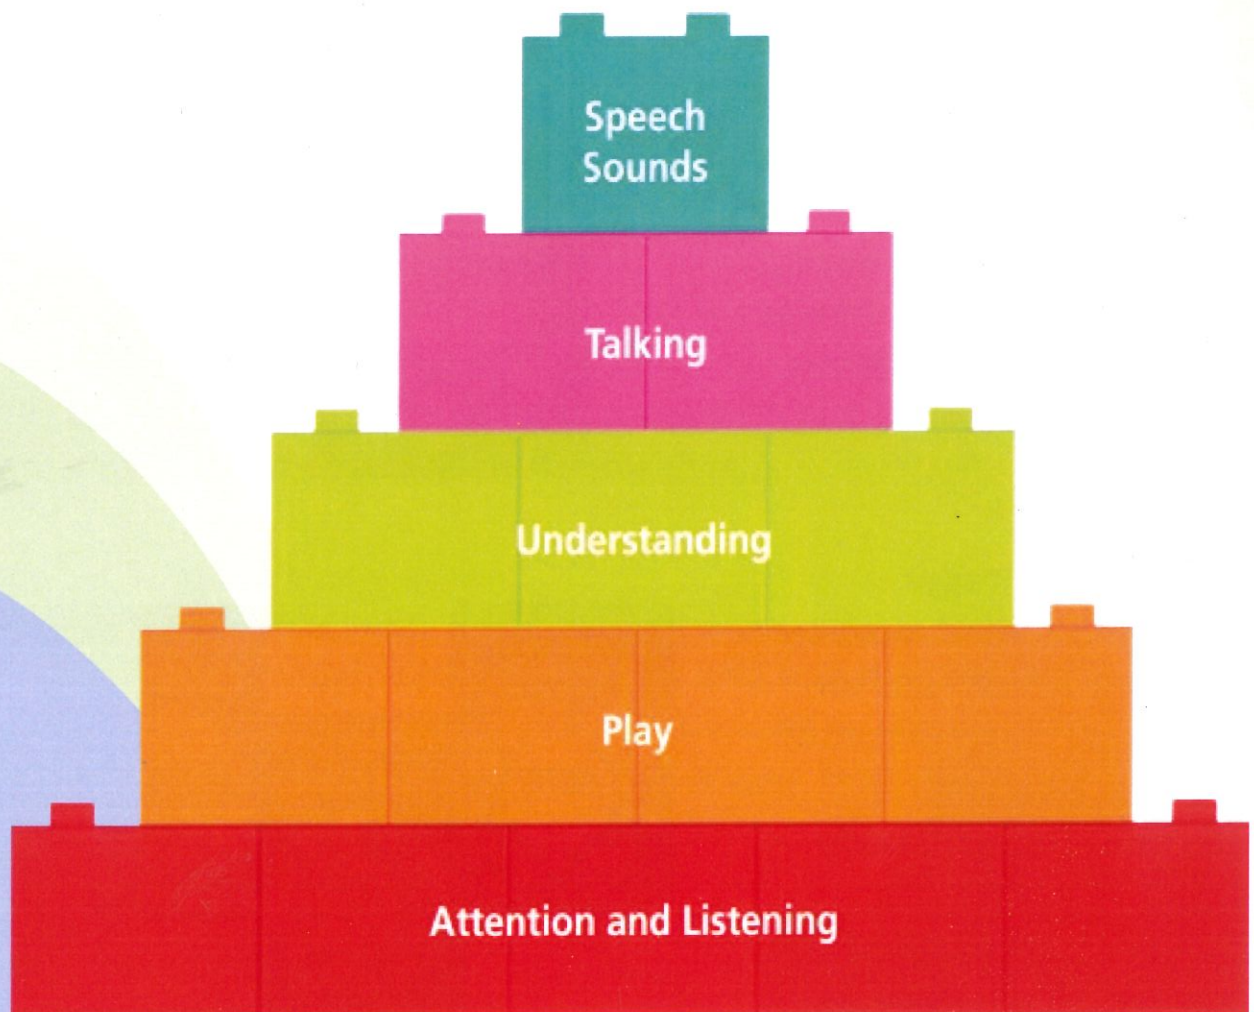 Speech
Sounds
Talking
Understanding
Play
Attention and Listening